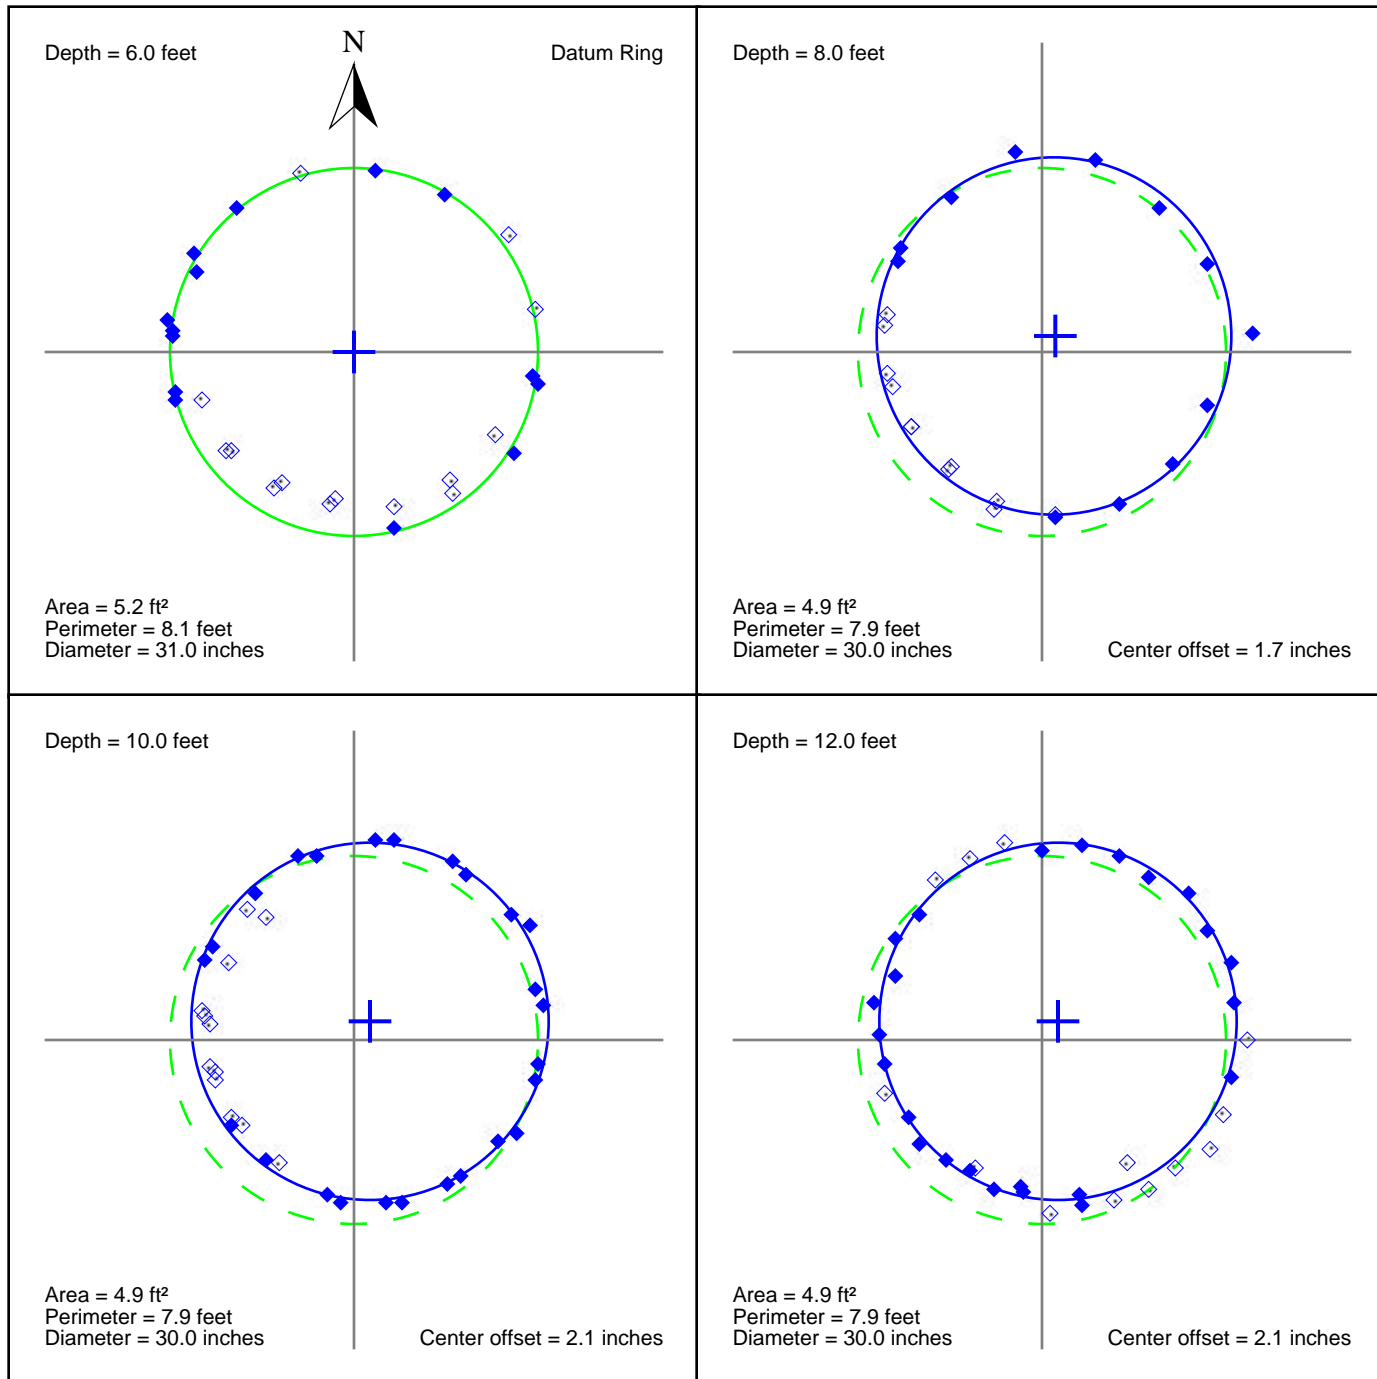 Depth = 6.0 feet
N
Datum Ring
Area = 5.2 ft²
Perimeter = 8.1 feet
Diameter = 31.0 inches
Depth = 8.0 feet
Area = 4.9 ft²
Perimeter = 7.9 feet
Diameter = 30.0 inches
Center offset = 1.7 inches
Depth = 10.0 feet
Area = 4.9 ft²
Perimeter = 7.9 feet
Diameter = 30.0 inches
Center offset = 2.1 inches
Depth = 12.0 feet
Area = 4.9 ft²
Perimeter = 7.9 feet
Diameter = 30.0 inches
Center offset = 2.1 inches